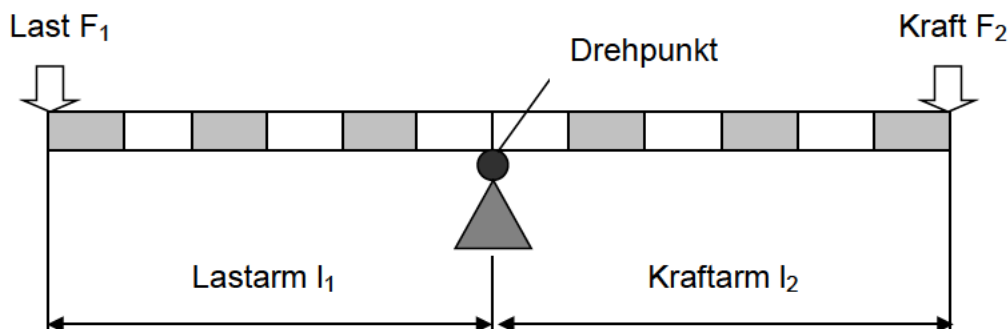 Last F₁
Kraft F₂
Drehpunkt
Lastarm l₁
Kraftarm l₂